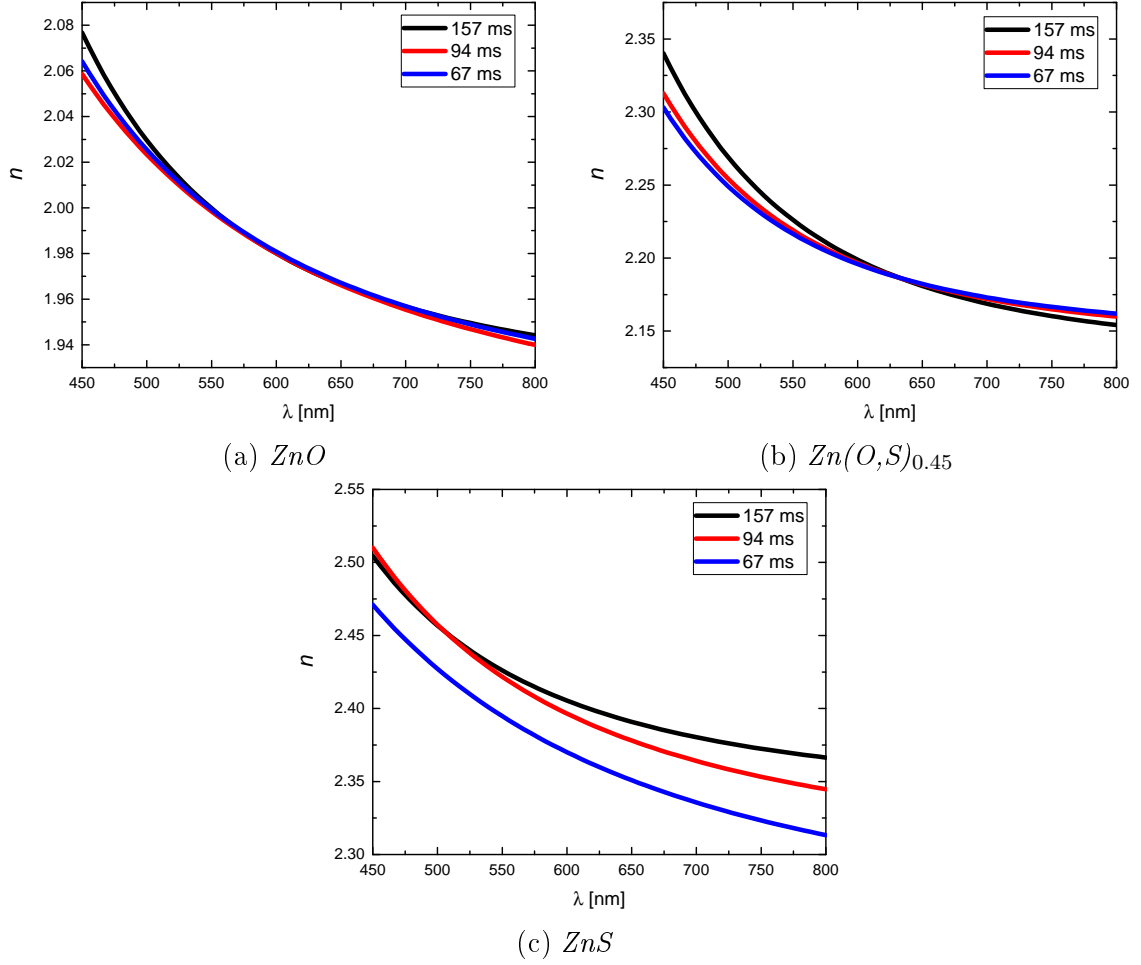 2.08
2.06
2.04
2.02
2.00
1.98
1.96
1.94
n
157 ms
94 ms
67 ms
450 500 550 600 650 700 750 800
λ [nm]
(a) ZnO
2.35
2.30
2.25
2.20
2.15
n
157 ms
94 ms
67 ms
450 500 550 600 650 700 750 800
λ [nm]
(b) Zn(O,S)0.45
2.55
2.50
2.45
2.40
2.35
2.30
n
157 ms
94 ms
67 ms
450 500 550 600 650 700 750 800
λ [nm]
(c) ZnS